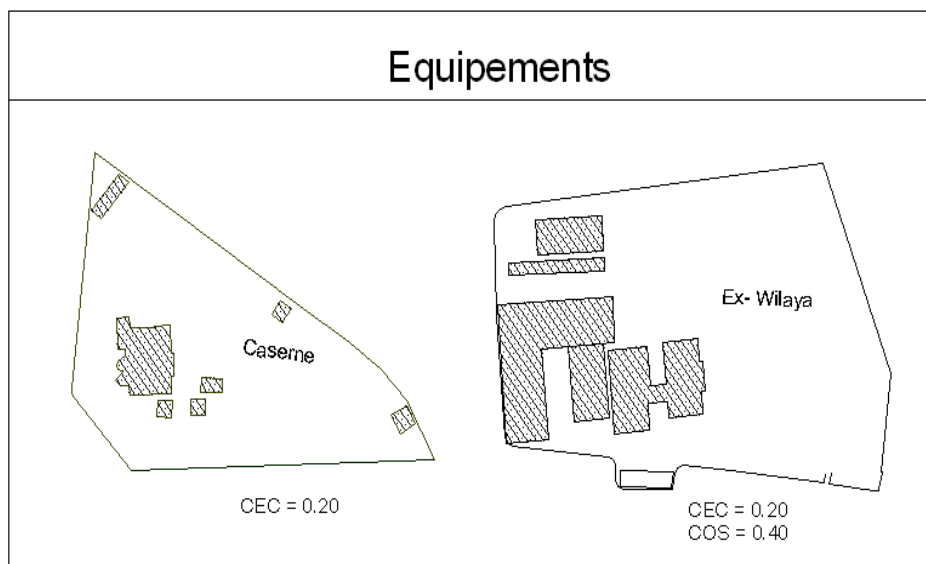 Equipements
Caserne
Ex- Wilaya
CEC = 0.20
CEC = 0.20
COS = 0.40